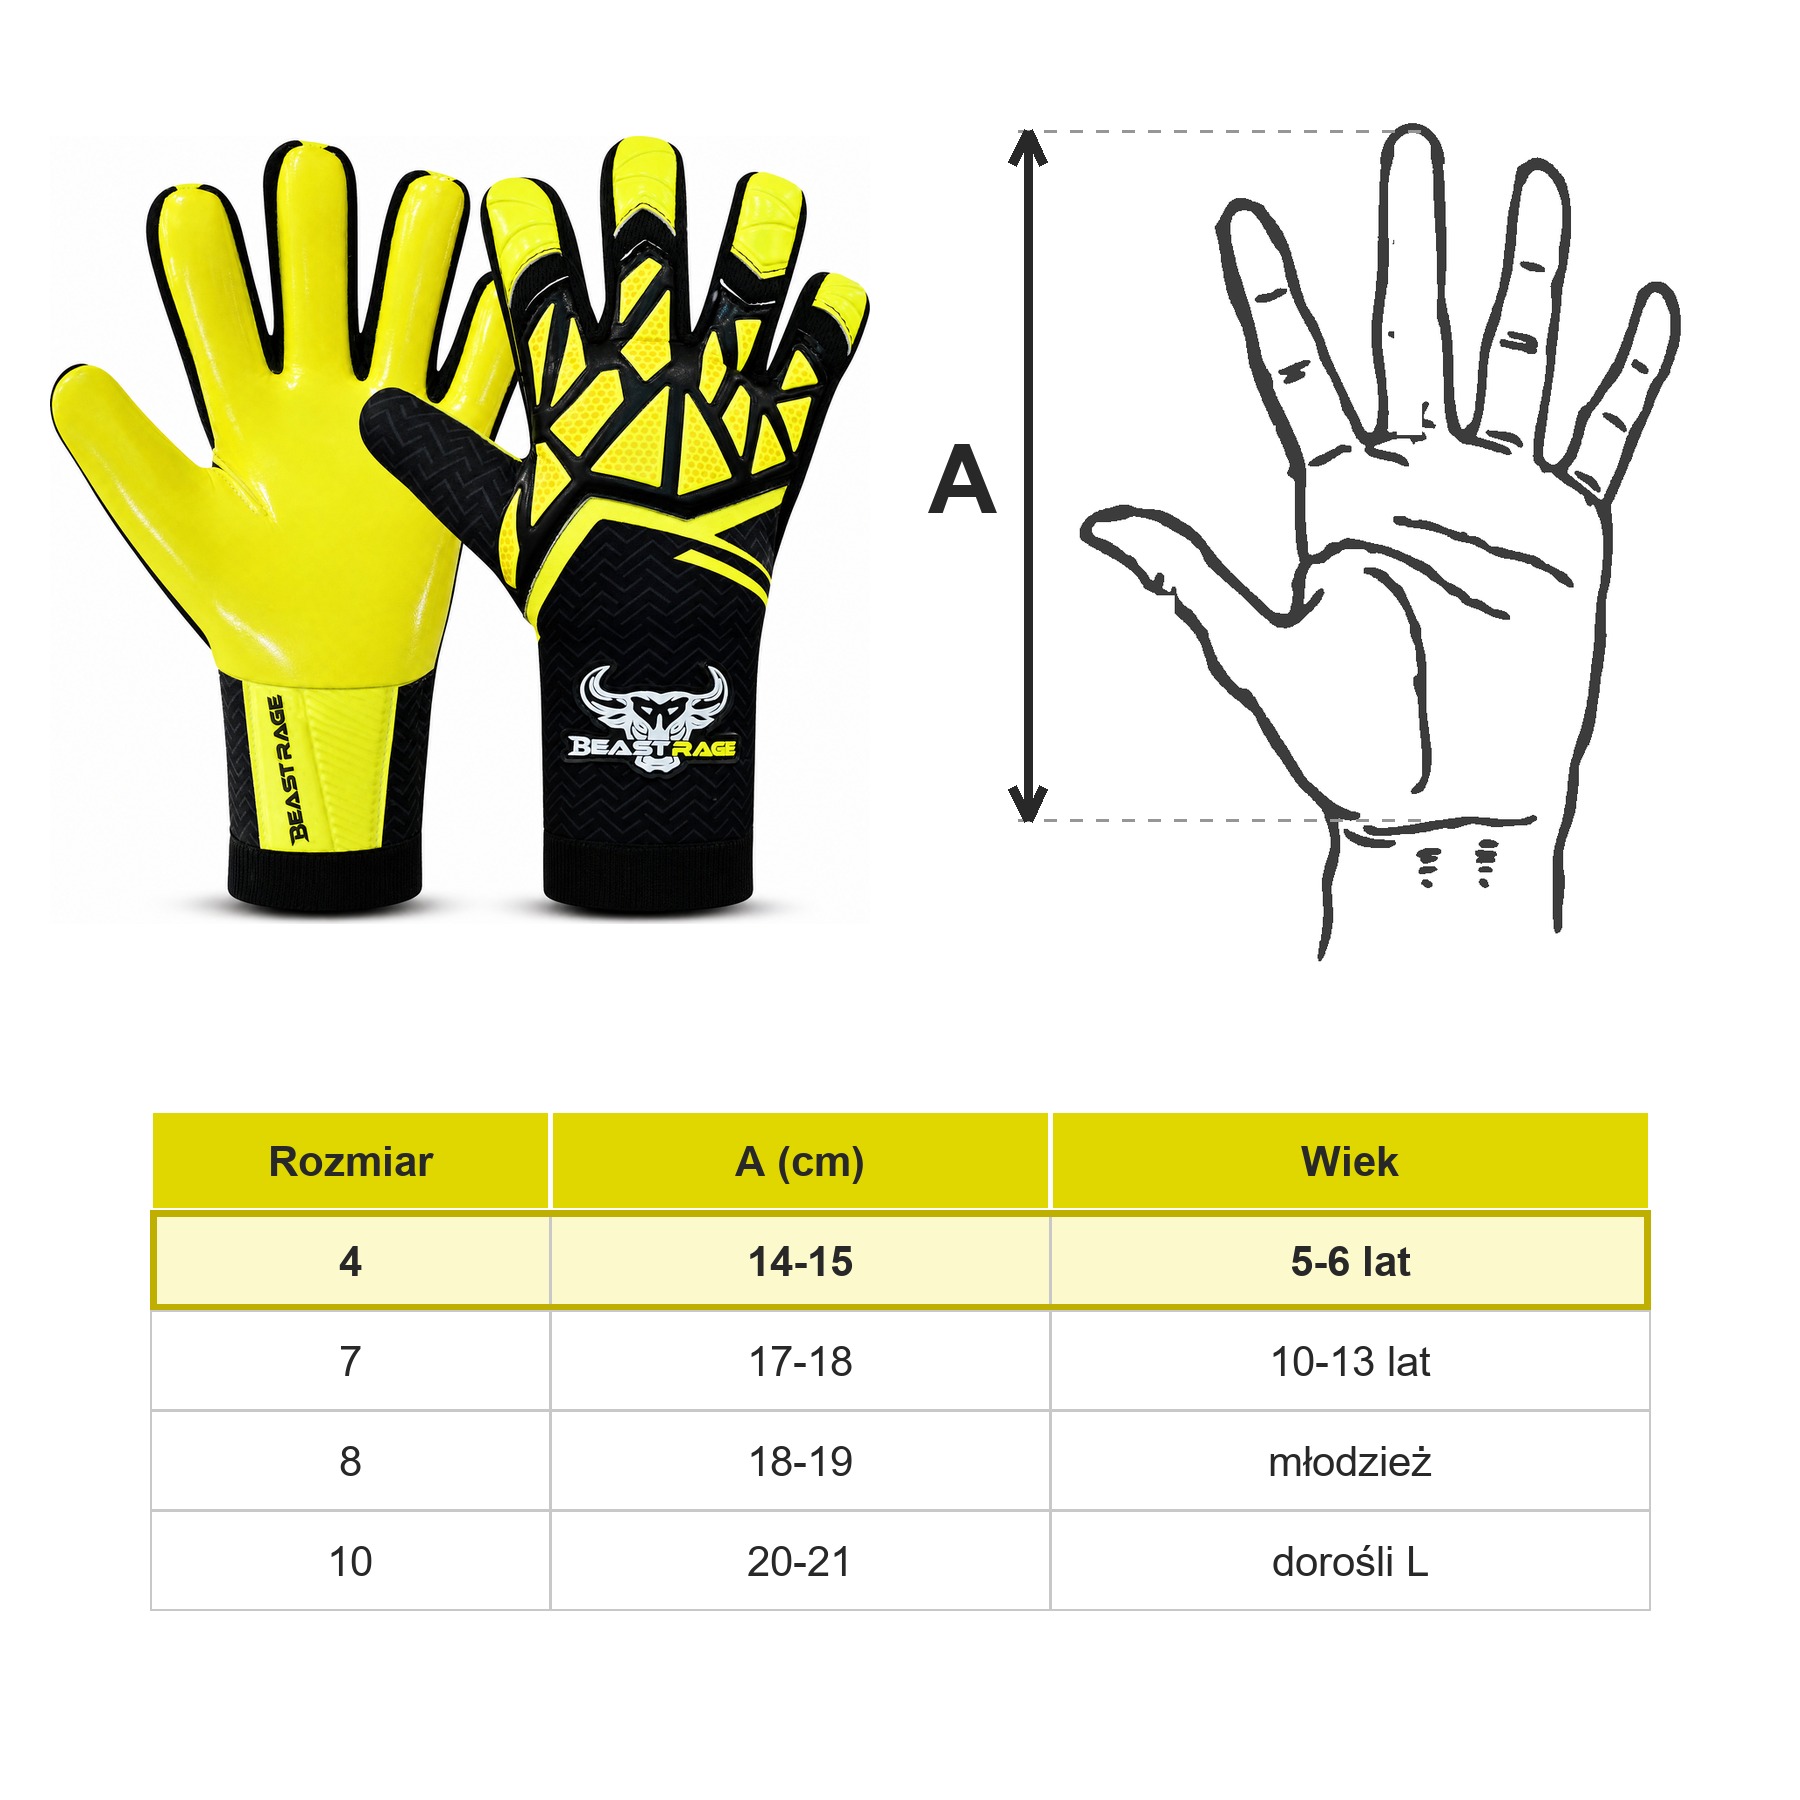 BEASTRAGE
BEASTRAGE
A
Rozmiar A (cm) Wiek
4 14-15 5-6 lat
7 17-18 10-13 lat
8 18-19 młodzież
10 20-21 dorośli L